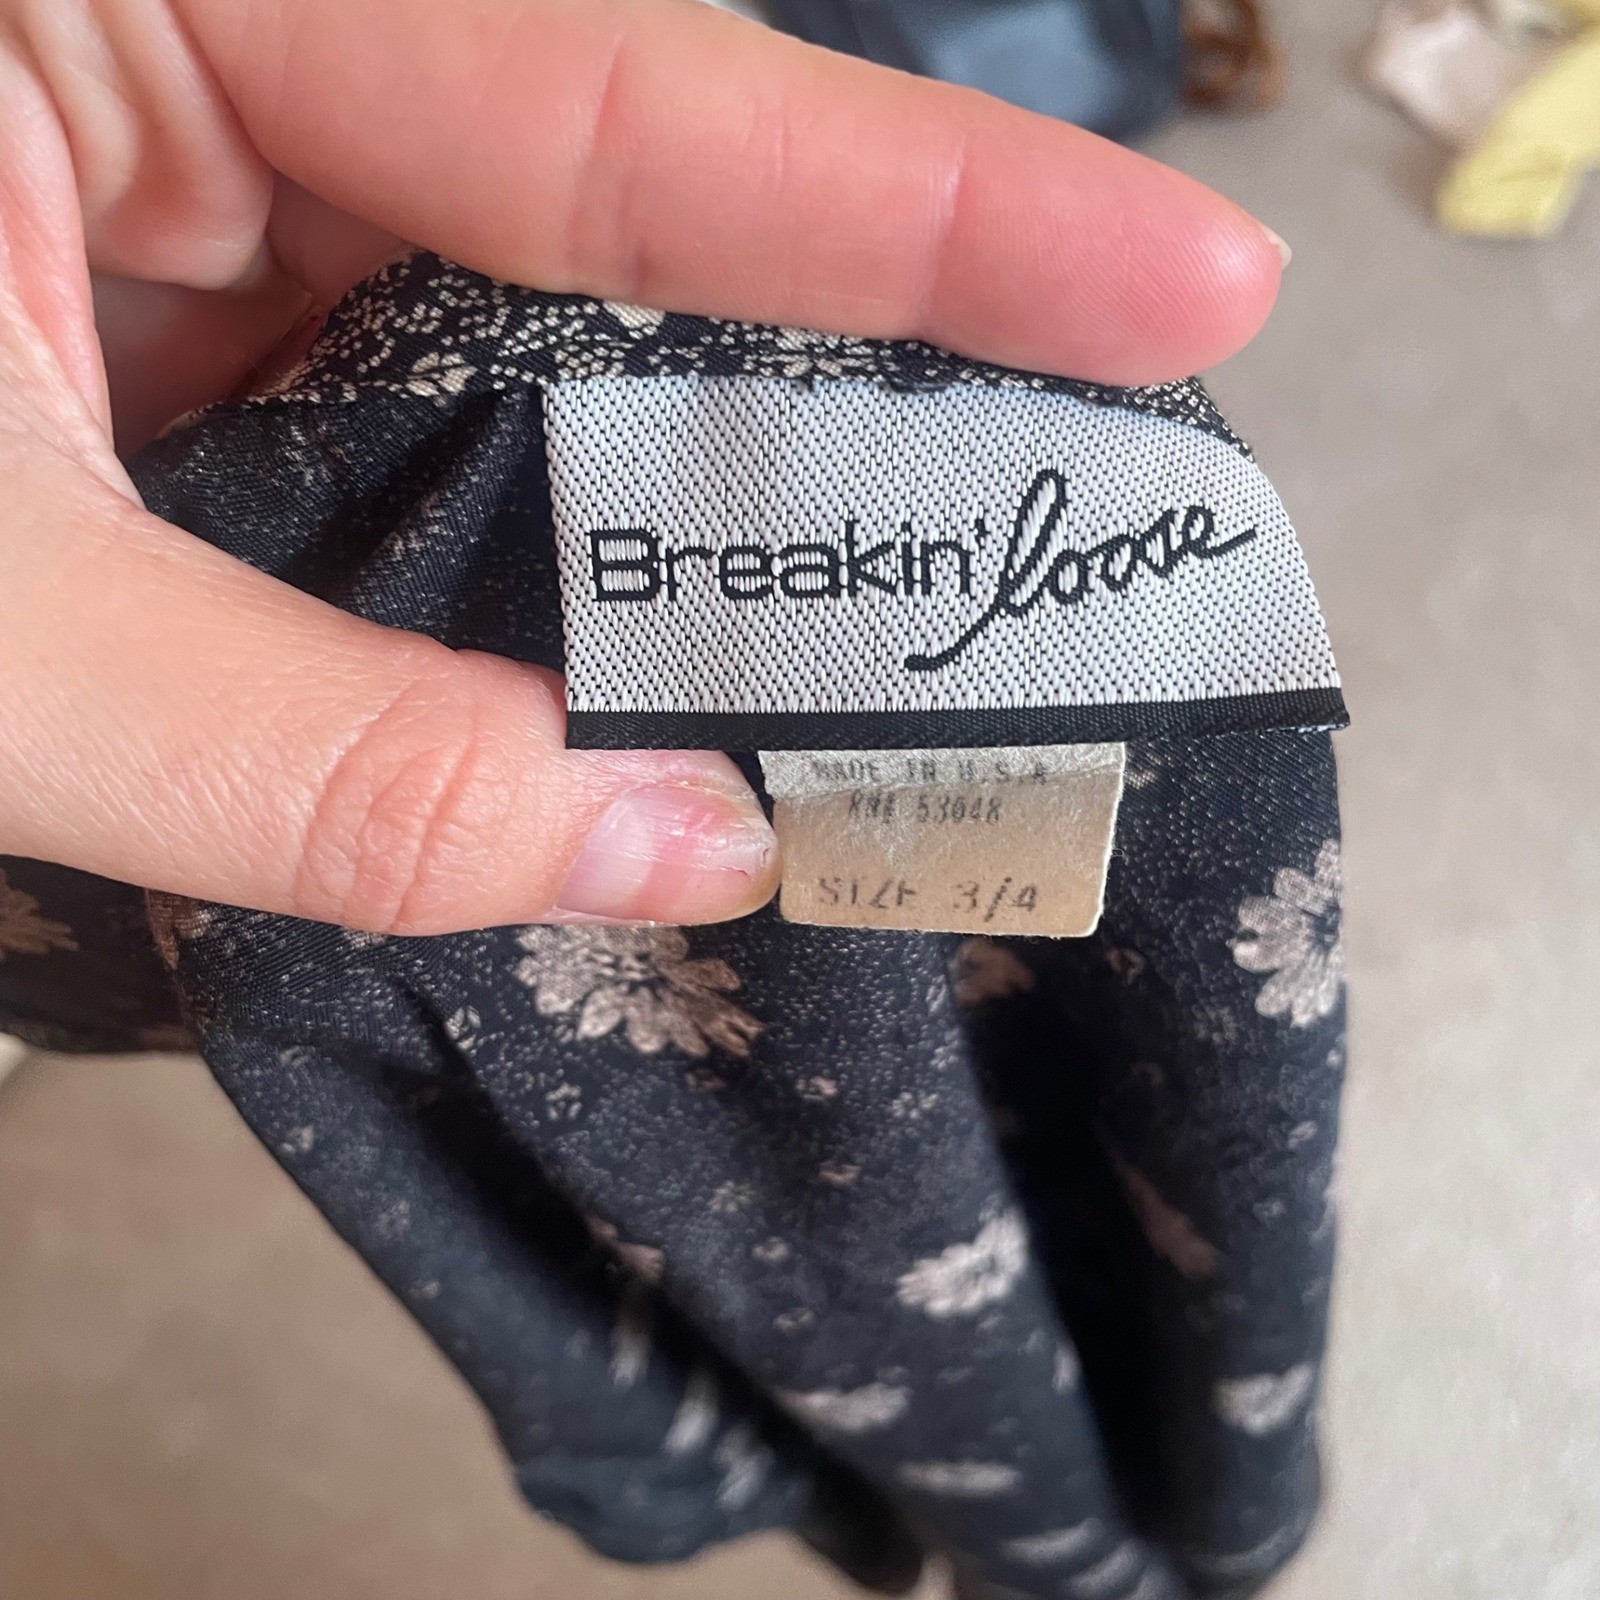 Breakin' loose
MADE IN U.S.A
RN# 53048
SIZE 3/4